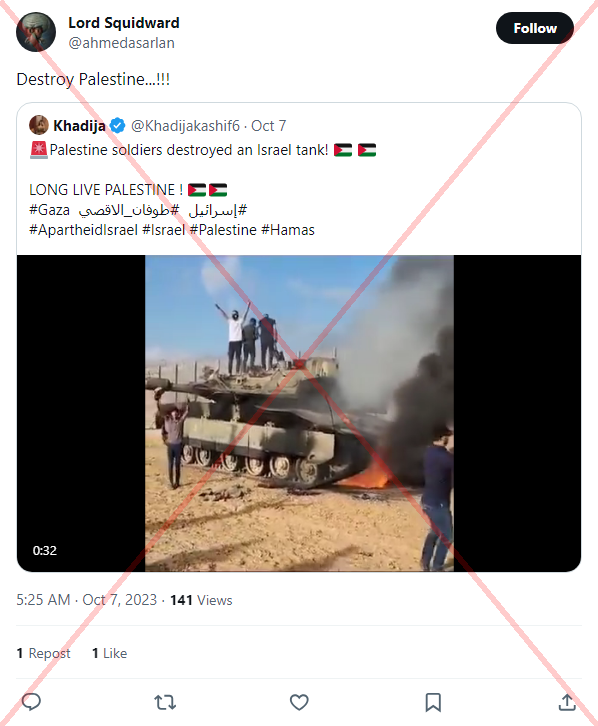 Lord Squidward
@ahmedasarlan
Follow
Destroy Palestine...!!!
Khadija @Khadijakashif6 · Oct 7
🚨Palestine soldiers destroyed an Israel tank! 🇵🇸 🇵🇸
LONG LIVE PALESTINE ! 🇵🇸🇵🇸
#Gaza #طوفان_الاقصي #إسرائيل
#ApartheidIsrael #Israel #Palestine #Hamas
0:32
5:25 AM · Oct 7, 2023 · 141 Views
1 Repost 1 Like